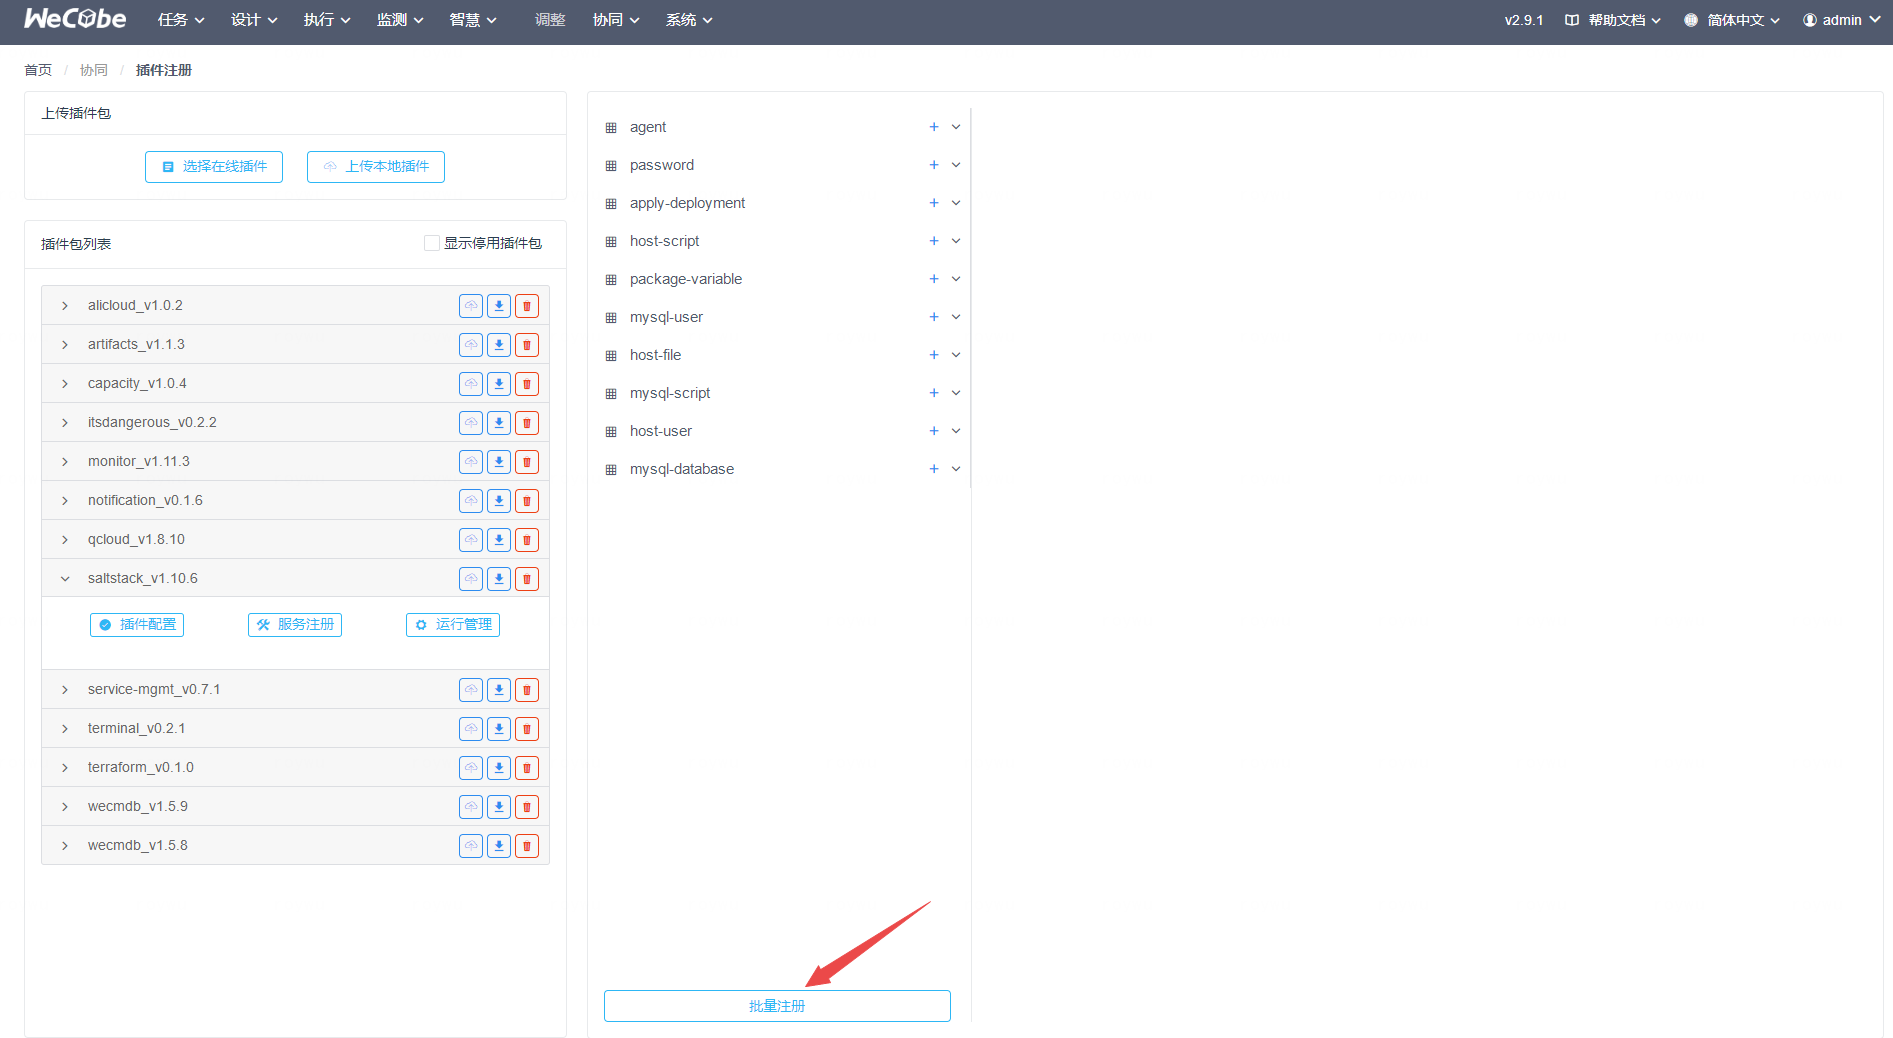 WeCube 任务 设计 执行 监测 智慧 调整 协同 系统 v2.9.1 帮助文档 简体中文 admin
首页 / 协同 / 插件注册
上传插件包
选择在线插件 上传本地插件
插件包列表 显示停用插件包
alicloud_v1.0.2
artifacts_v1.1.3
capacity_v1.0.4
itsdangerous_v0.2.2
monitor_v1.11.3
notification_v0.1.6
qcloud_v1.8.10
saltstack_v1.10.6
插件配置 服务注册 运行管理
service-mgmt_v0.7.1
terminal_v0.2.1
terraform_v0.1.0
wecmdb_v1.5.9
wecmdb_v1.5.8
agent
password
apply-deployment
host-script
package-variable
mysql-user
host-file
mysql-script
host-user
mysql-database
批量注册